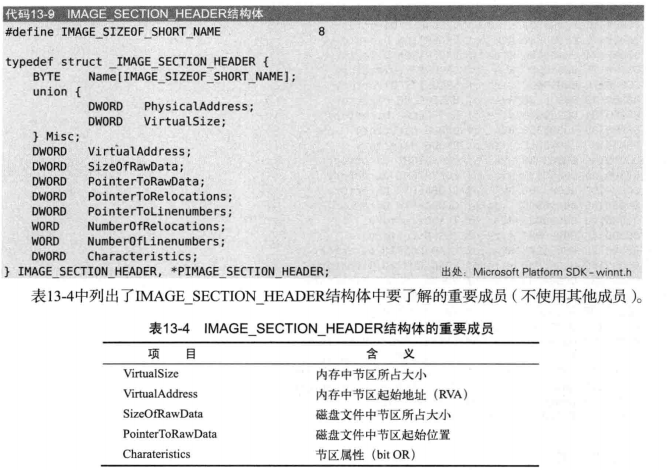 代码13-9 IMAGE_SECTION_HEADER结构体
#define IMAGE_SIZEOF_SHORT_NAME 8
typedef struct _IMAGE_SECTION_HEADER {
BYTE Name[IMAGE_SIZEOF_SHORT_NAME];
union {
DWORD PhysicalAddress;
DWORD VirtualSize;
} Misc;
DWORD VirtualAddress;
DWORD SizeOfRawData;
DWORD PointerToRawData;
DWORD PointerToRelocations;
DWORD PointerToLinenumbers;
WORD NumberOfRelocations;
WORD NumberOfLinenumbers;
DWORD Characteristics;
} IMAGE_SECTION_HEADER, *PIMAGE_SECTION_HEADER; 出处：Microsoft Platform SDK – winnt.h
表13-4中列出了IMAGE_SECTION_HEADER结构体中要了解的重要成员（不使用其他成员）。
表13-4 IMAGE_SECTION_HEADER结构体的重要成员
项 目 含 义
VirtualSize 内存中节区所占大小
VirtualAddress 内存中节区起始地址（RVA）
SizeOfRawData 磁盘文件中节区所占大小
PointerToRawData 磁盘文件中节区起始位置
Charateristics 节区属性（bit OR）